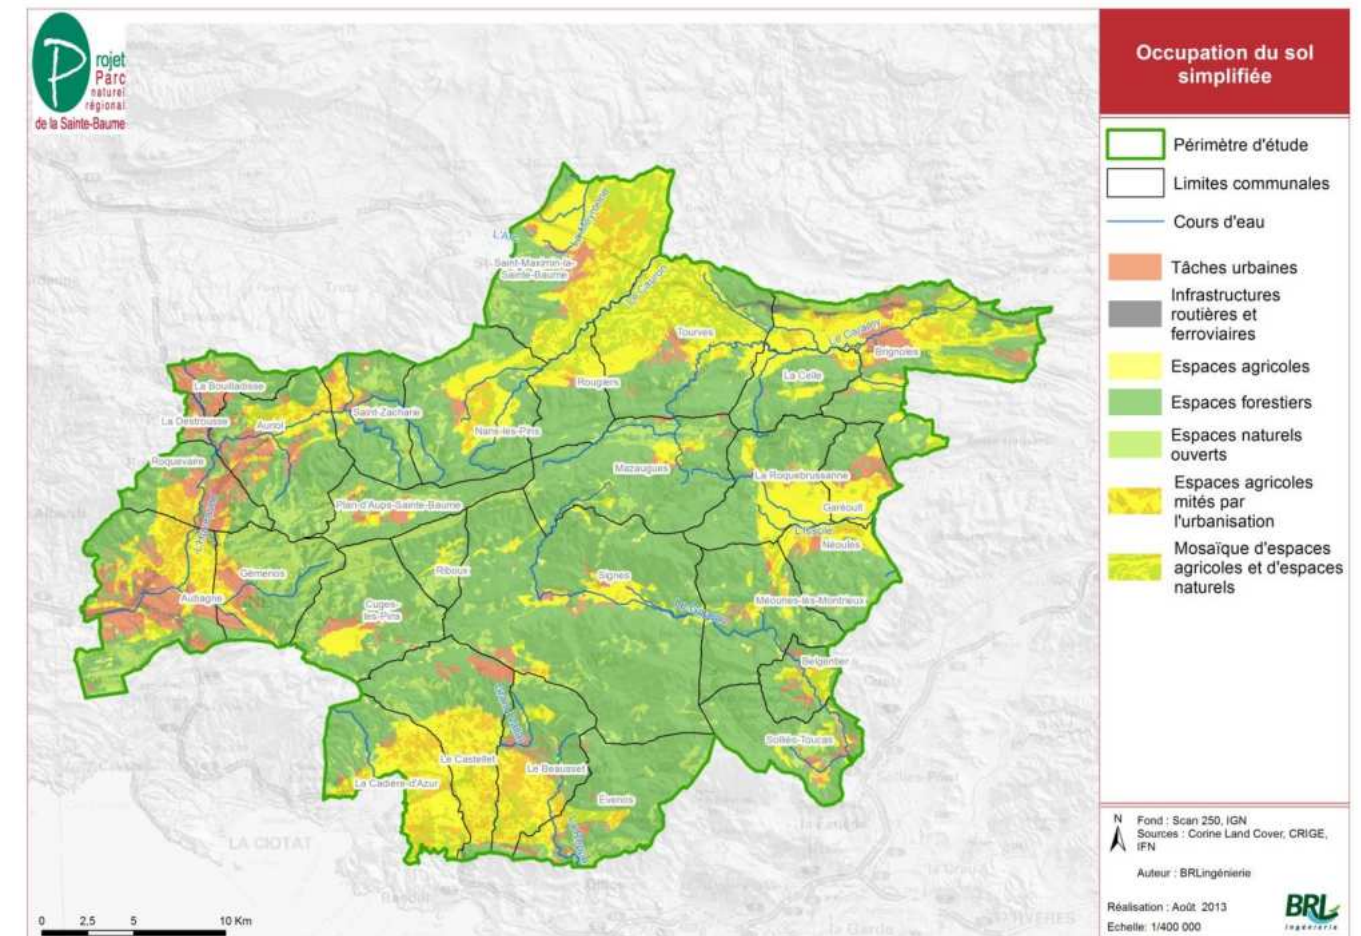 Projet
Parc
naturel
régional
de la Sainte-Baume
Occupation du sol
simplifiée
Périmètre d'étude
Limites communales
Cours d'eau
Tâches urbaines
Infrastructures
routières et
ferroviaires
Espaces agricoles
Espaces forestiers
Espaces naturels
ouverts
Espaces agricoles
mités par
l'urbanisation
Mosaïque d'espaces
agricoles et d'espaces
naturels
L'Arc
Saint-Maximin-la-
Sainte-Baume
Le Cauron
Tourves
Le Caramy
Brignoles
La Celle
Rougiers
La Bouilladisse
La Destrousse
Auriol
Saint-Zacharie
Nans-les-Pins
Roquevaire
Mazaugues
La Roquebrussanne
Plan-d'Aups-Sainte-Baume
Garéoult
L'Issole
Néoules
Gémenos
Riboux
Signes
Aubagne
Cuges-
les-Pins
Méounes-lès-Montrieux
Belgentier
Solliès-Toucas
Le Castellet
Le Beausset
La Cadière-d'Azur
Évenos
LA CIOTAT
0 2,5 5 10 Km
N
Fond : Scan 250, IGN
Sources : Corine Land Cover, CRIGE,
IFN
Auteur : BRLingénierie
Réalisation : Août 2013
Echelle: 1/400 000
BRL
Ingénierie